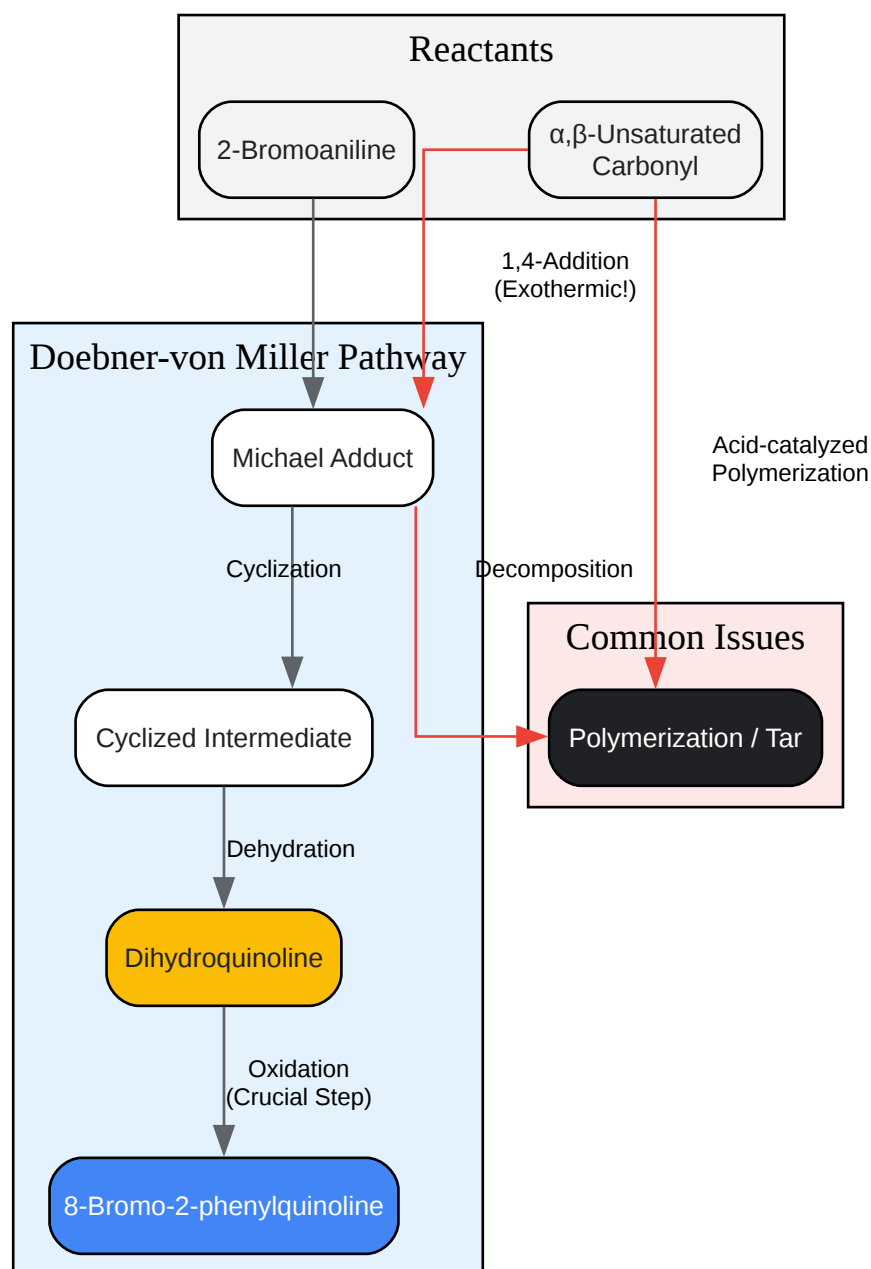 Reactants
2-Bromoaniline
α,β-Unsaturated
Carbonyl
1,4-Addition
(Exothermic!)
Doebner-von Miller Pathway
Michael Adduct
Acid-catalyzed
Polymerization
Cyclization
Decomposition
Common Issues
Cyclized Intermediate
Polymerization / Tar
Dehydration
Dihydroquinoline
Oxidation
(Crucial Step)
8-Bromo-2-phenylquinoline